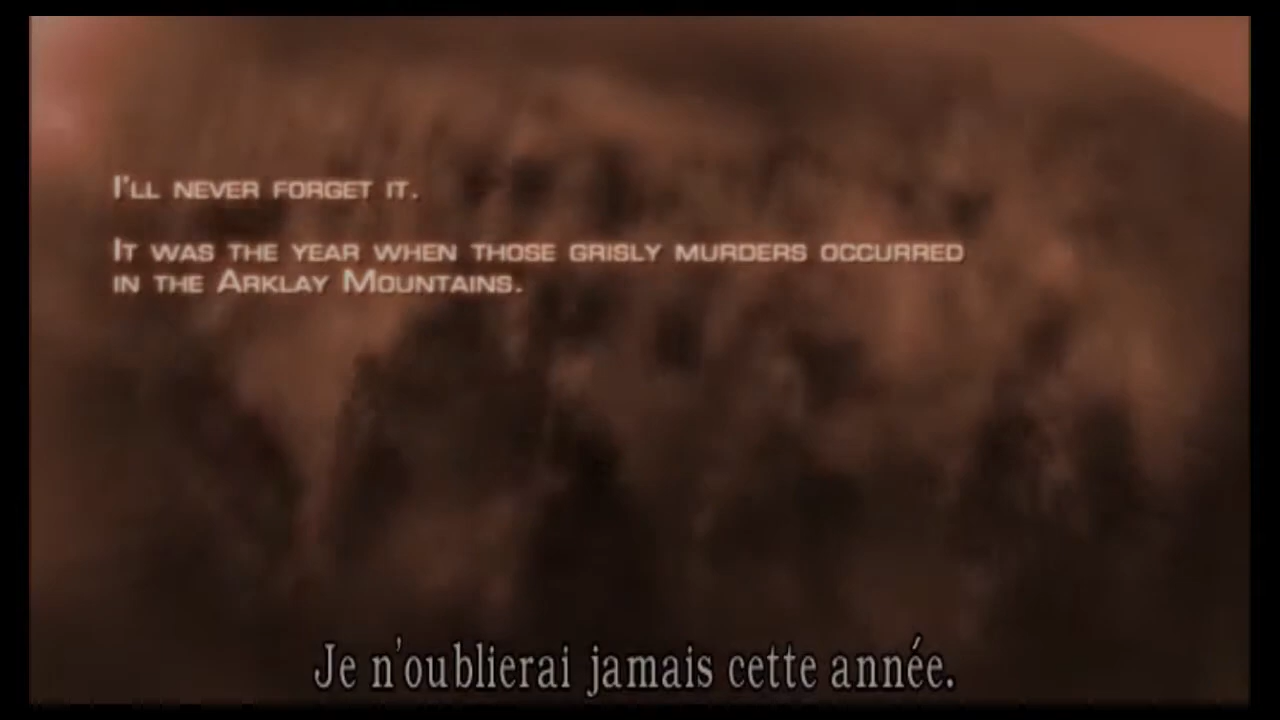 I'LL NEVER FORGET IT.
IT WAS THE YEAR WHEN THOSE GRISLY MURDERS OCCURRED
IN THE ARKLAY MOUNTAINS.
Je n'oublierai jamais cette année.